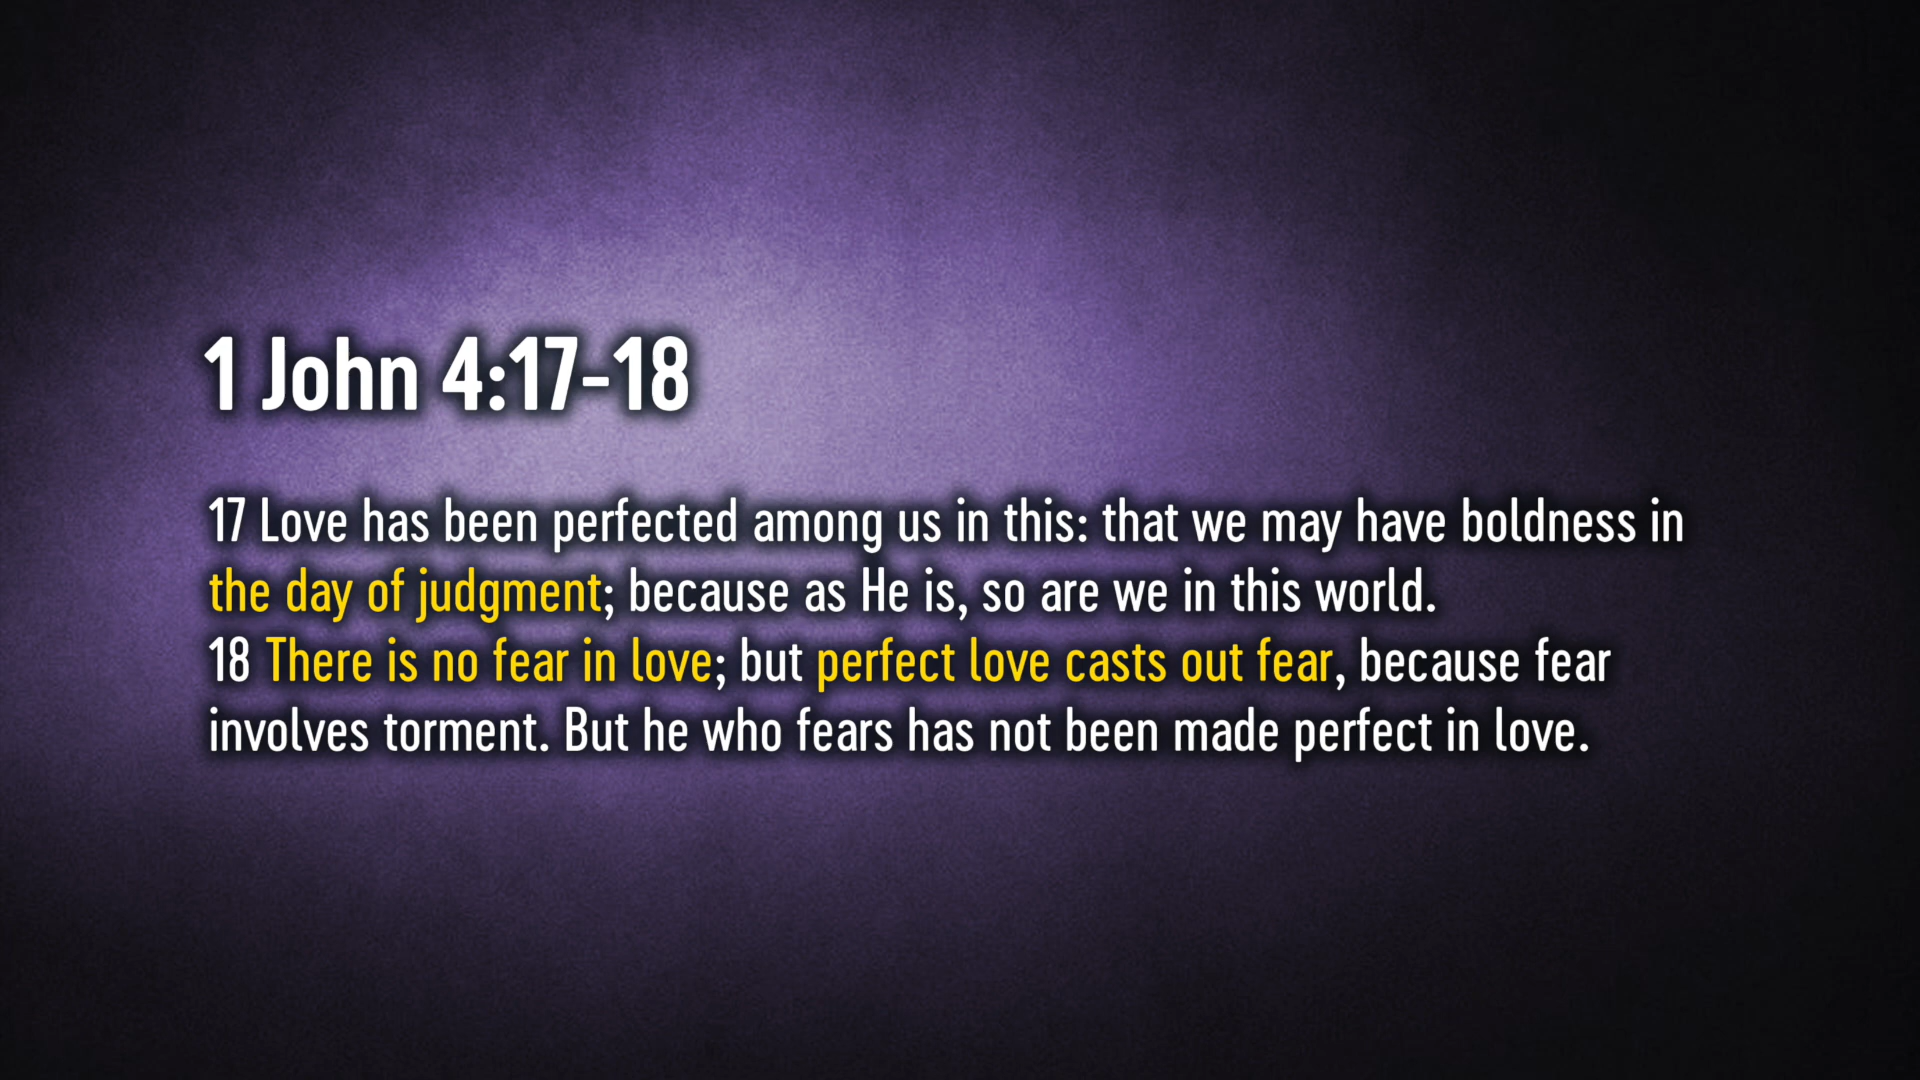 1 John 4:17-18
17 Love has been perfected among us in this: that we may have boldness in
the day of judgment; because as He is, so are we in this world.
18 There is no fear in love; but perfect love casts out fear, because fear
involves torment. But he who fears has not been made perfect in love.